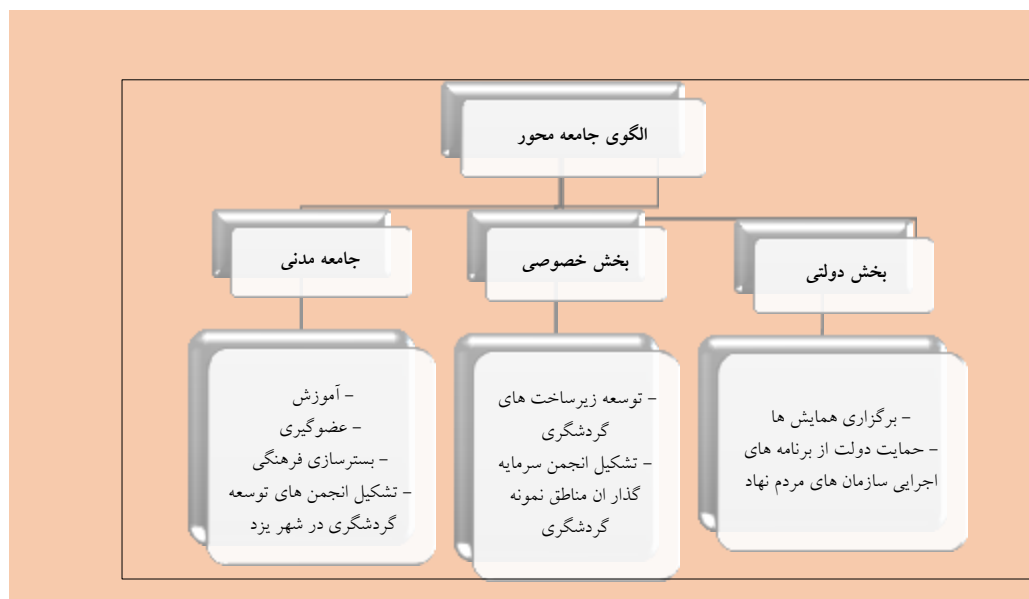 الگوی جامعه محور
بخش دولتی
بخش خصوصی
جامعه مدنی
- برگزاری همایش ها
- حمایت دولت از برنامه های
اجرایی سازمان های مردم نهاد
- توسعه زیرساخت های
گردشگری
- تشکیل انجمن سرمایه
گذار ان مناطق نمونه
گردشگری
- آموزش
- عضوگیری
- بسترسازی فرهنگی
- تشکیل انجمن های توسعه
گردشگری در شهر یزد